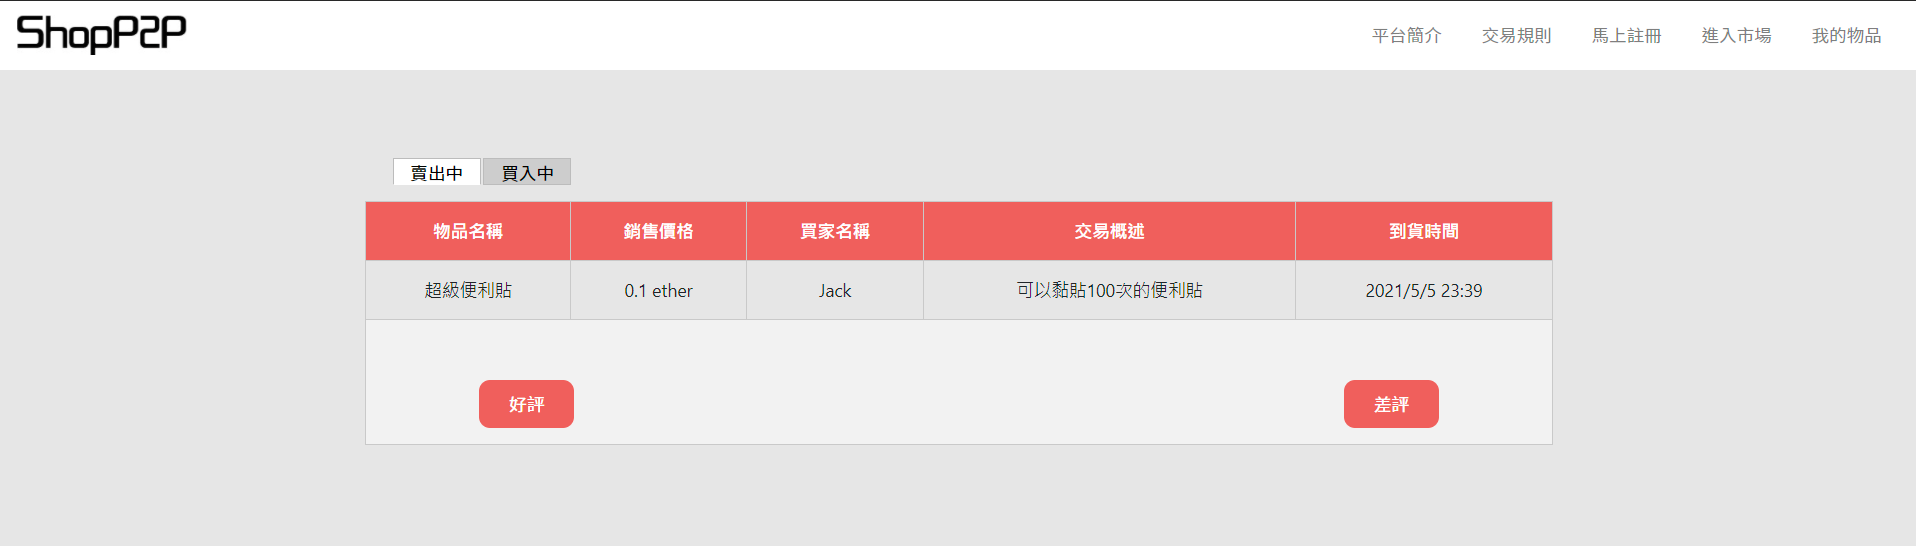 ShopP2P 平台簡介 交易規則 馬上註冊 進入市場 我的物品
賣出中 買入中
物品名稱 銷售價格 買家名稱 交易概述 到貨時間
超級便利貼 0.1 ether Jack 可以黏貼100次的便利貼 2021/5/5 23:39
好評 差評